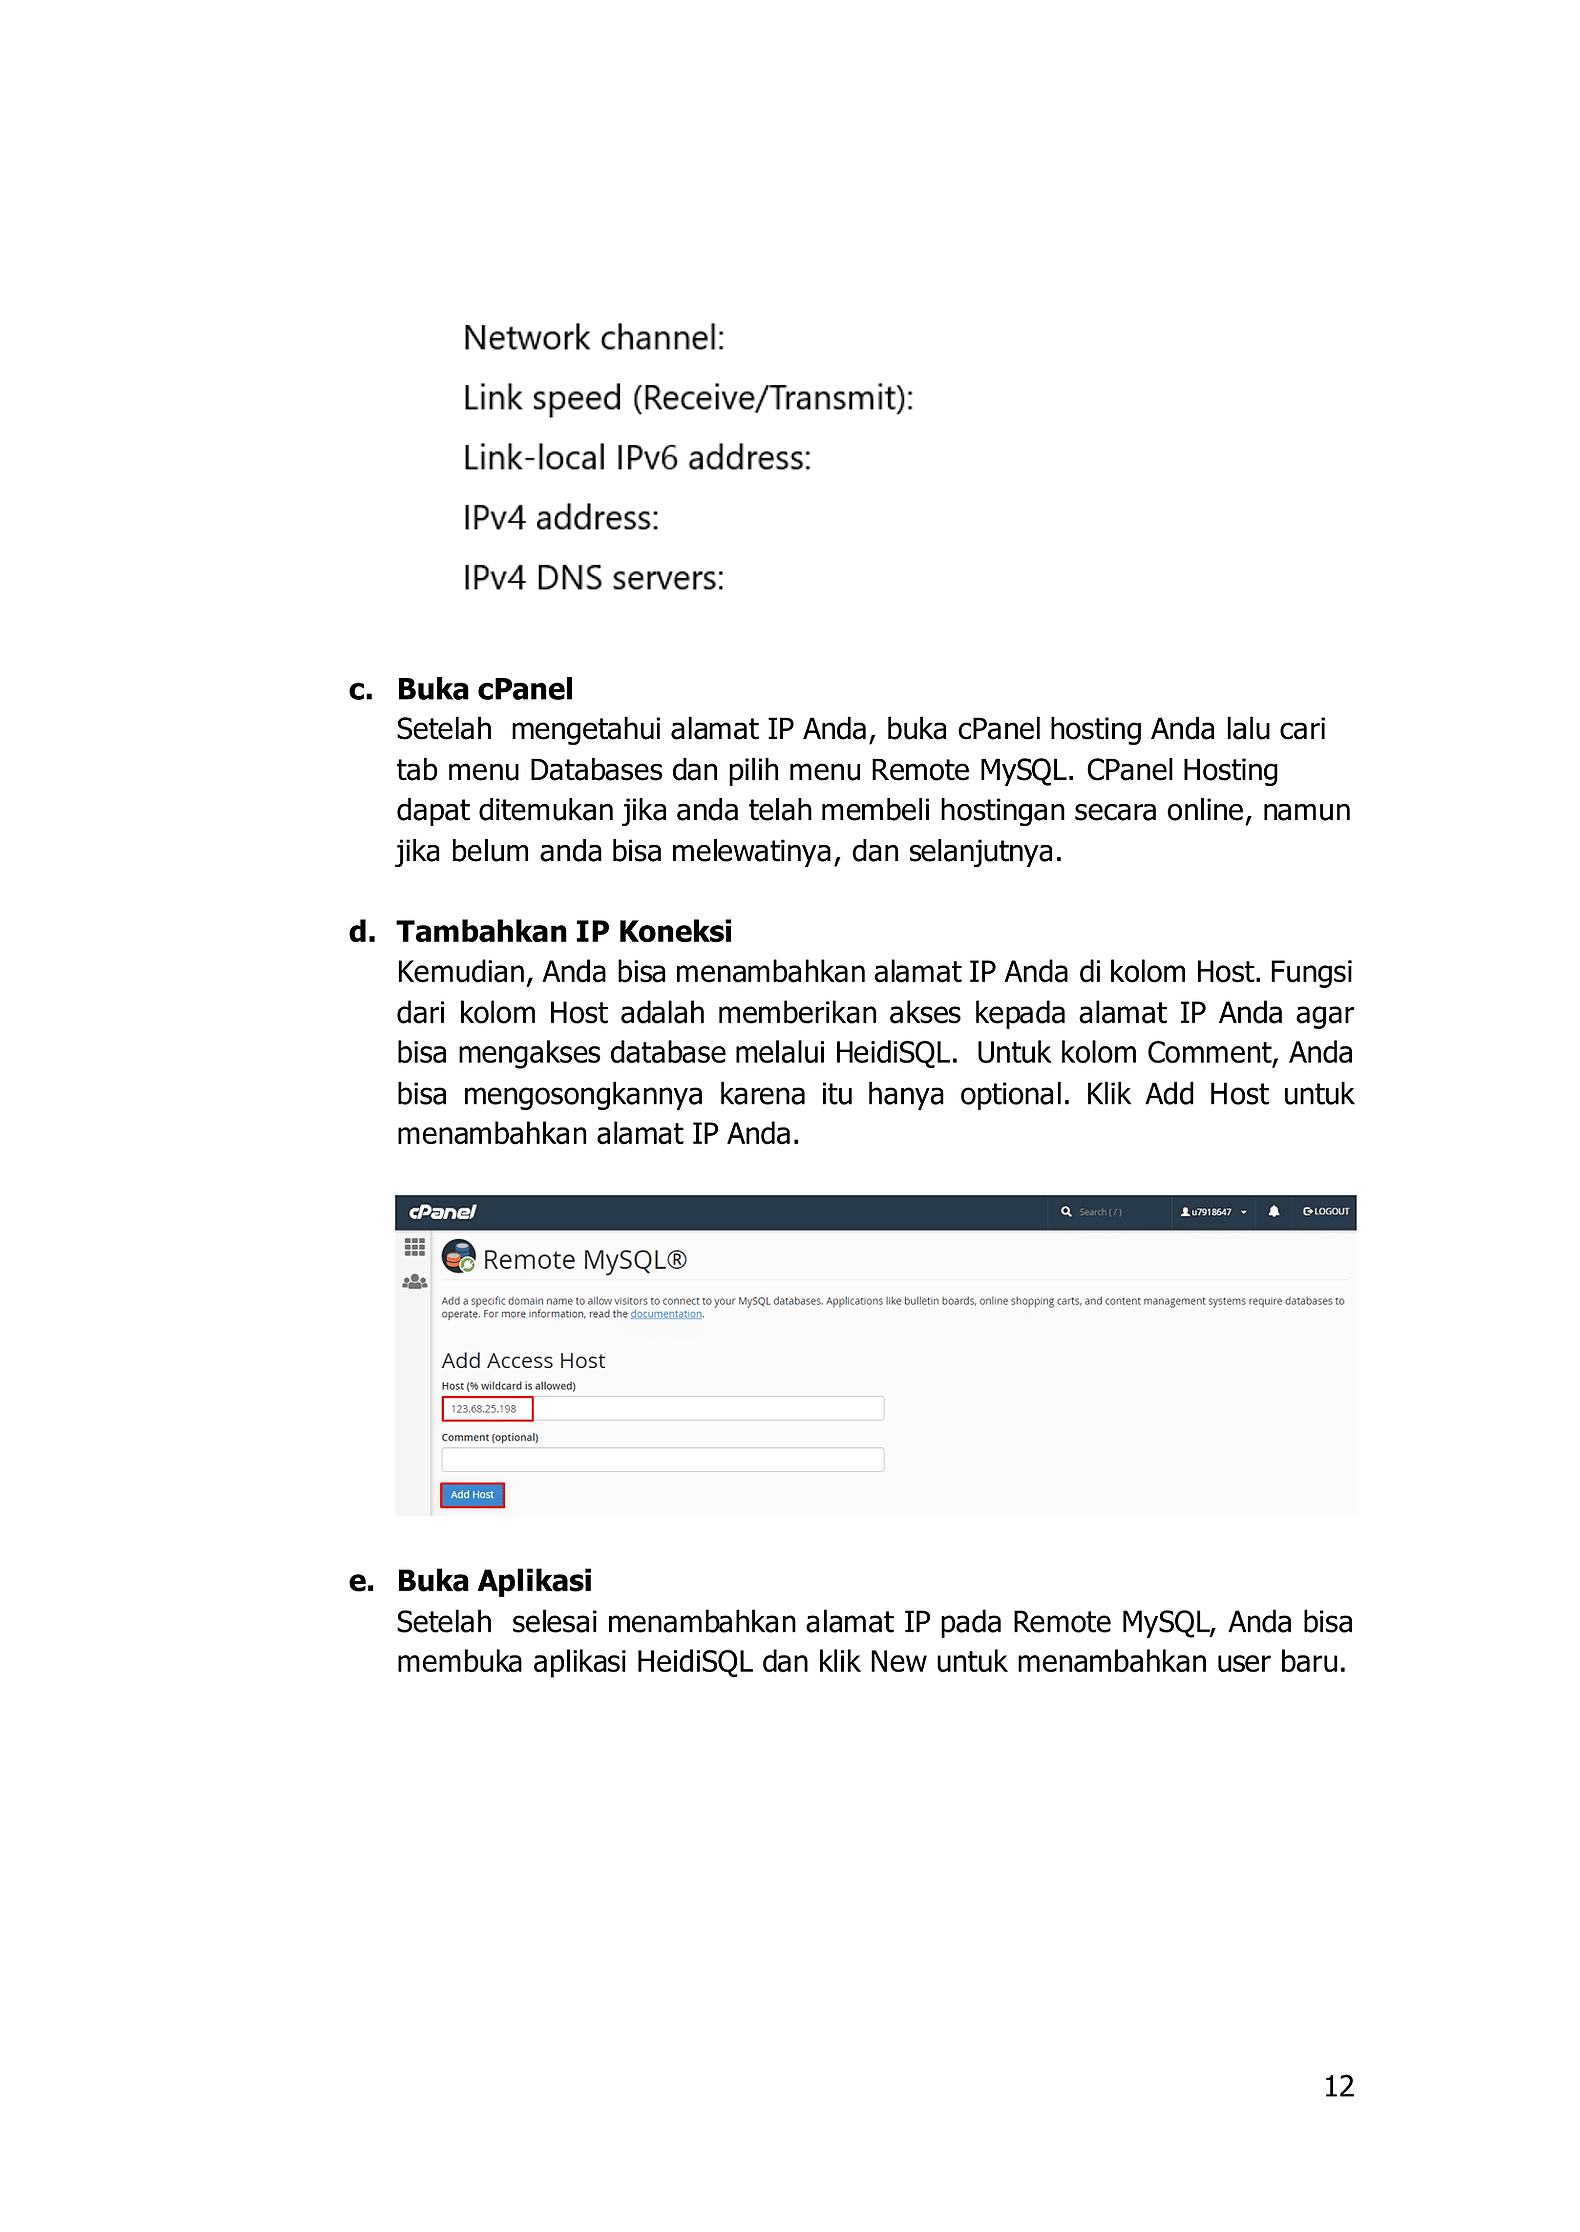 Network channel:
Link speed (Receive/Transmit):
Link-local IPv6 address:
IPv4 address:
IPv4 DNS servers:
c. Buka cPanel
Setelah mengetahui alamat IP Anda, buka cPanel hosting Anda lalu cari
tab menu Databases dan pilih menu Remote MySQL. CPanel Hosting
dapat ditemukan jika anda telah membeli hostingan secara online, namun
jika belum anda bisa melewatinya, dan selanjutnya.
d. Tambahkan IP Koneksi
Kemudian, Anda bisa menambahkan alamat IP Anda di kolom Host. Fungsi
dari kolom Host adalah memberikan akses kepada alamat IP Anda agar
bisa mengakses database melalui HeidiSQL. Untuk kolom Comment, Anda
bisa mengosongkannya karena itu hanya optional. Klik Add Host untuk
menambahkan alamat IP Anda.
cPanel Search ( / ) u7918647 LOGOUT
Remote MySQL®
Add a specific domain name to allow visitors to connect to your MySQL databases. Applications like bulletin boards, online shopping carts, and content management systems require databases to
operate. For more information, read the documentation.
Add Access Host
Host (% wildcard is allowed)
123.68.25.198
Comment (optional)
Add Host
e. Buka Aplikasi
Setelah selesai menambahkan alamat IP pada Remote MySQL, Anda bisa
membuka aplikasi HeidiSQL dan klik New untuk menambahkan user baru.
12